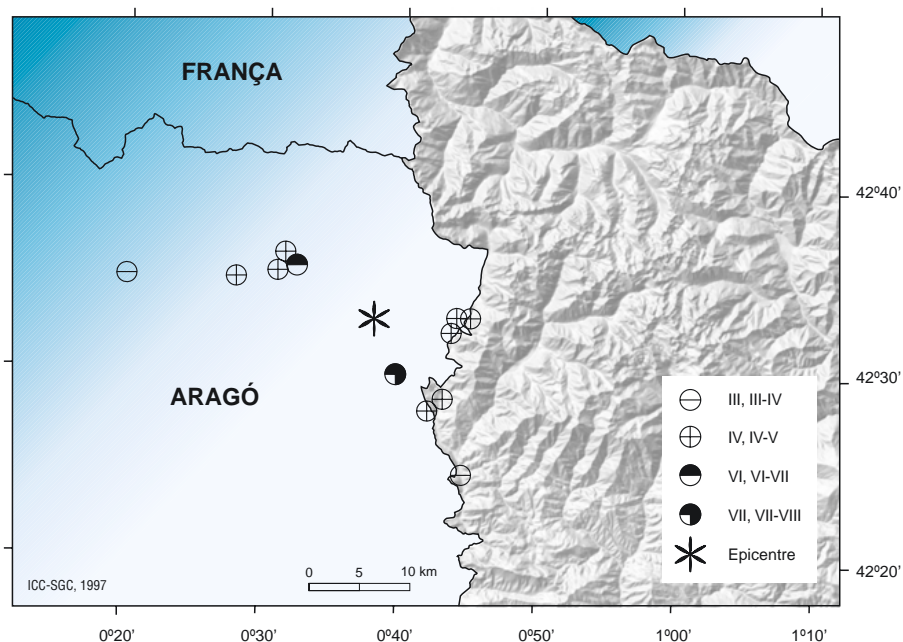 FRANÇA
42º40'
ARAGÓ
42º30'
III, III-IV
IV, IV-V
VI, VI-VII
VII, VII-VIII
Epicentre
42º20'
ICC-SGC, 1997
0 5 10 km
0º20' 0º30' 0º40' 0º50' 1º00' 1º10'